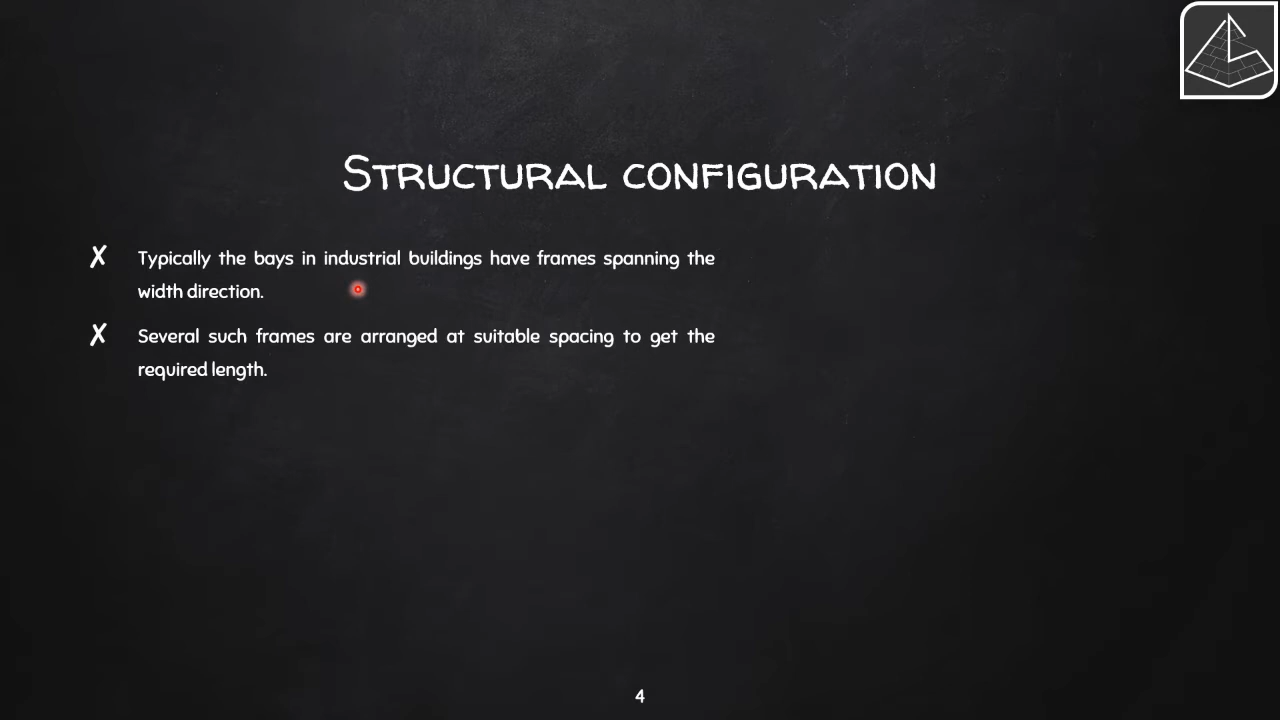 Structural configuration
✗ Typically the bays in industrial buildings have frames spanning the
width direction.
✗ Several such frames are arranged at suitable spacing to get the
required length.
4